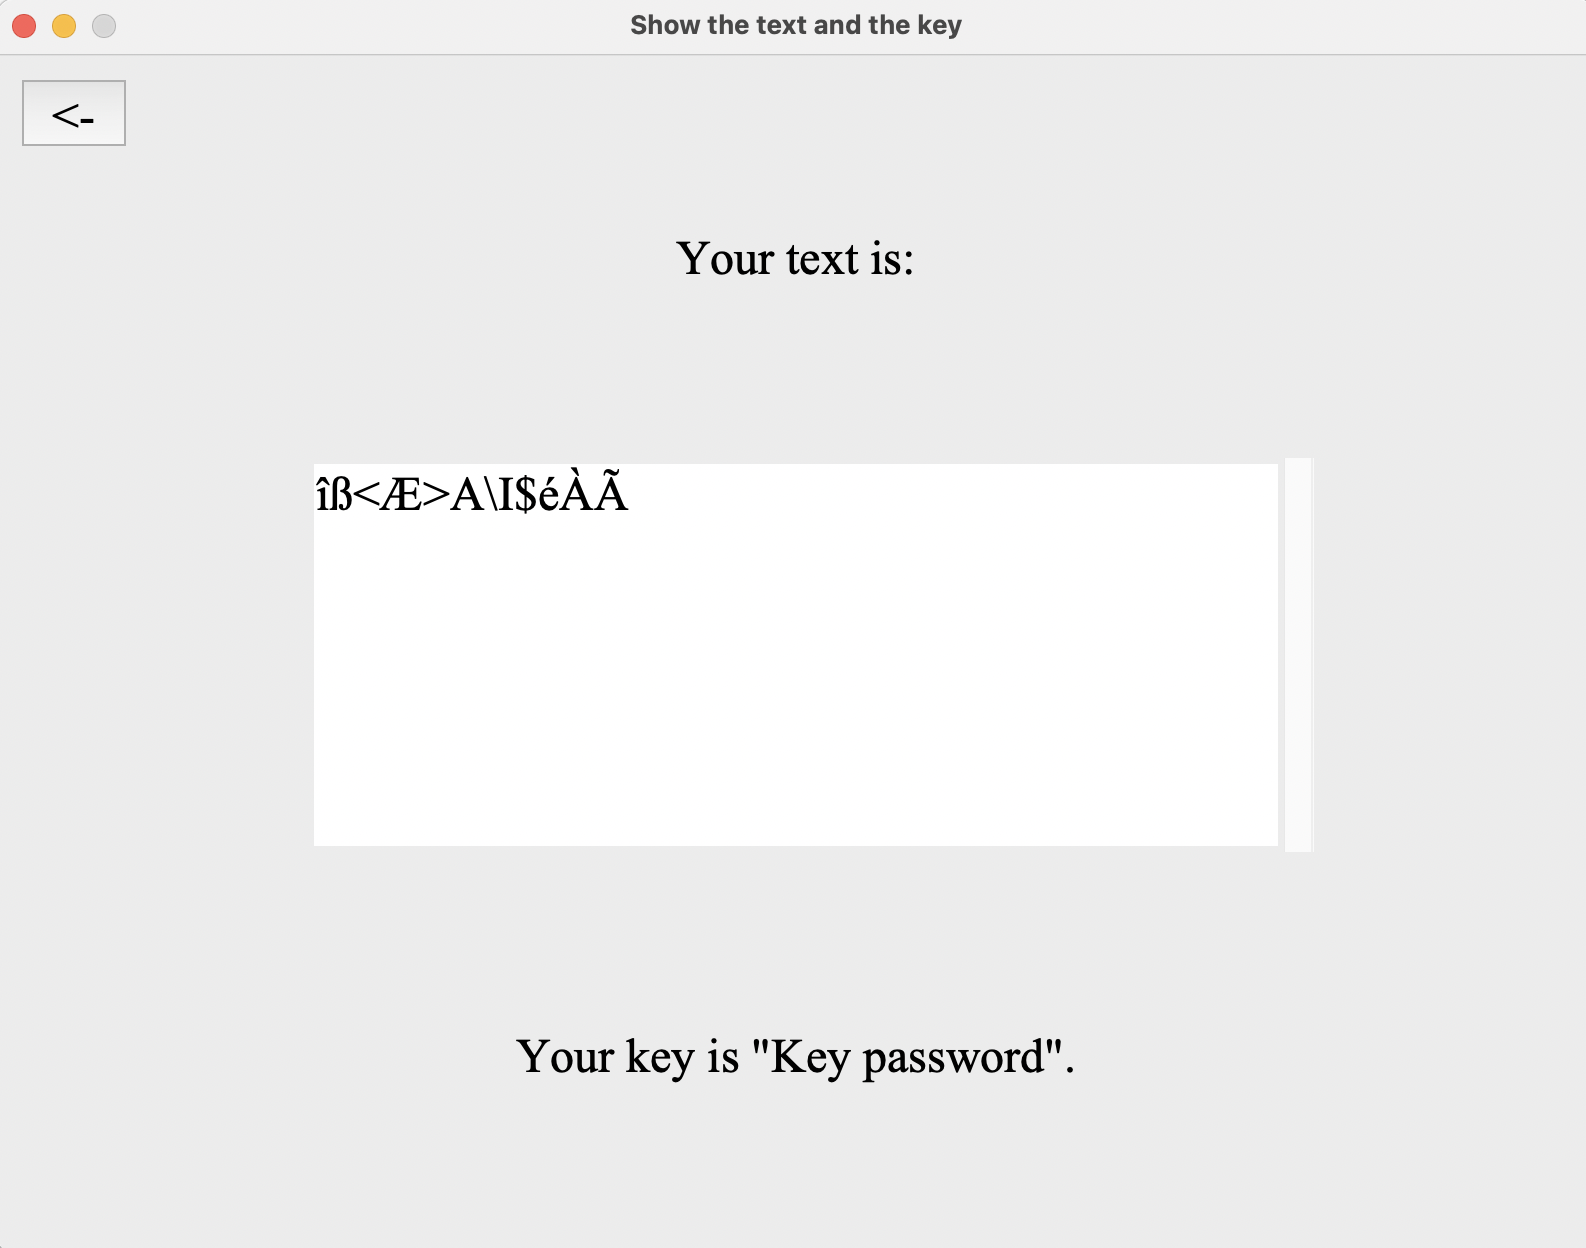 Show the text and the key
<-
Your text is:
îß<Æ>A\I$éÀÃ
Your key is "Key password".